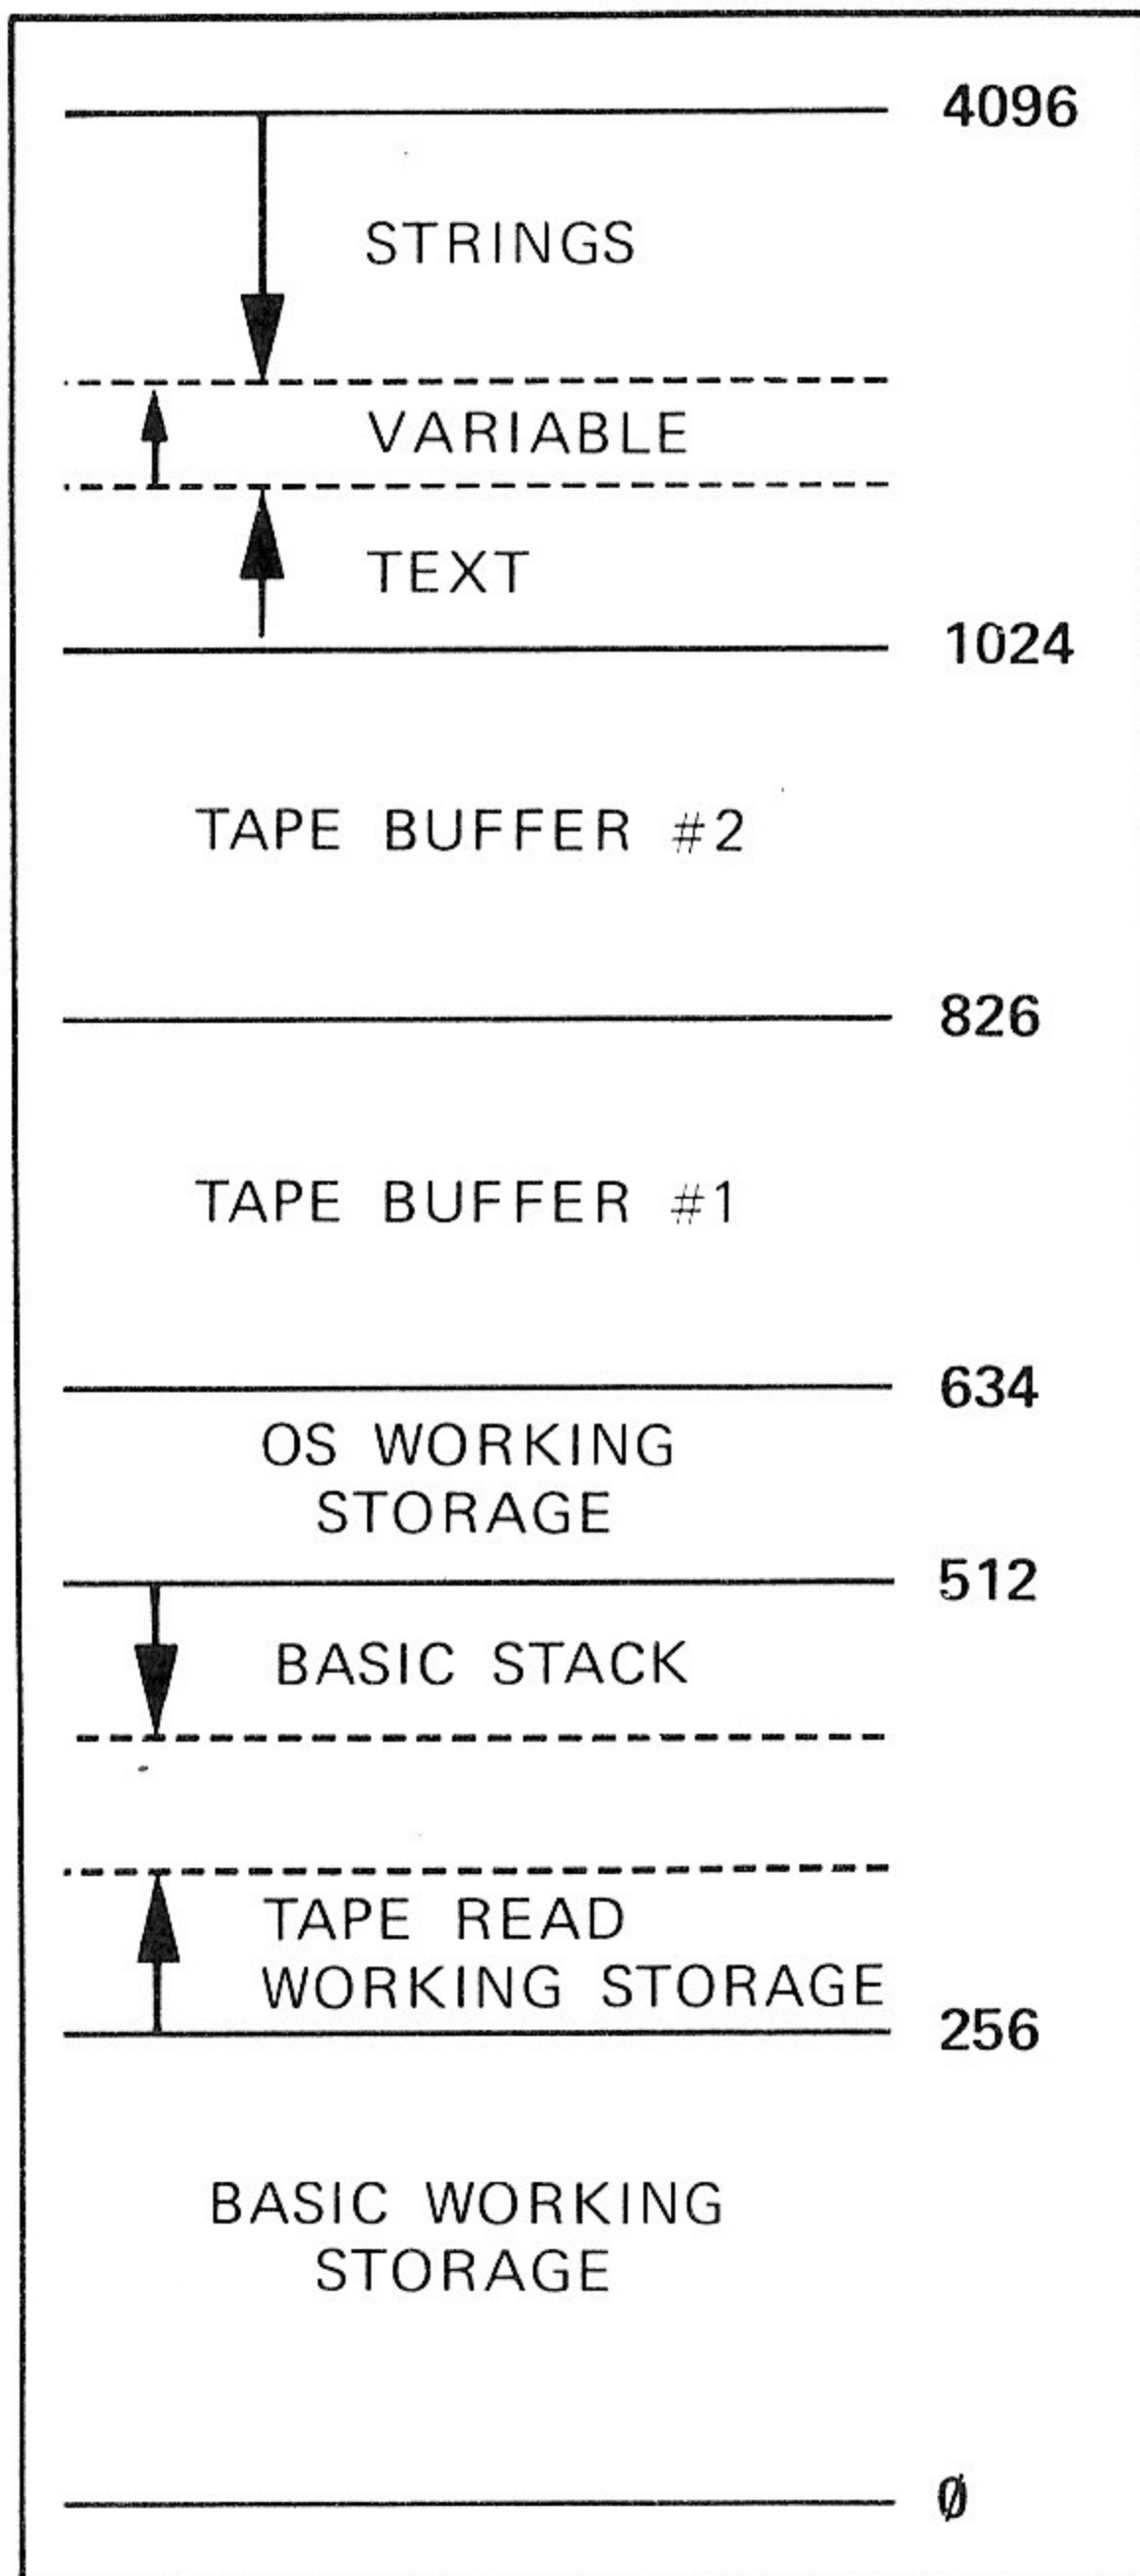 4096
STRINGS
VARIABLE
TEXT
1024
TAPE BUFFER #2
826
TAPE BUFFER #1
634
OS WORKING
STORAGE
512
BASIC STACK
TAPE READ
WORKING STORAGE
256
BASIC WORKING
STORAGE
Ø